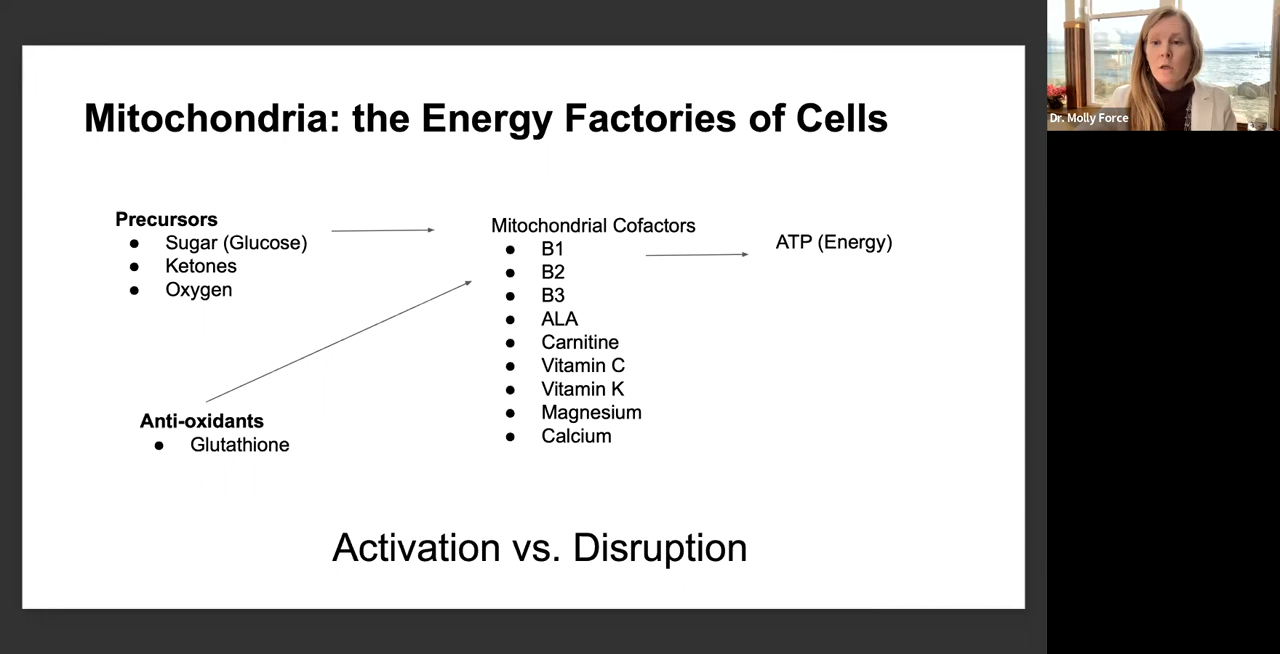 Mitochondria: the Energy Factories of Cells
Precursors
● Sugar (Glucose)
● Ketones
● Oxygen
Anti-oxidants
● Glutathione
Mitochondrial Cofactors
● B1
● B2
● B3
● ALA
● Carnitine
● Vitamin C
● Vitamin K
● Magnesium
● Calcium
ATP (Energy)
Activation vs. Disruption
Dr. Molly Force